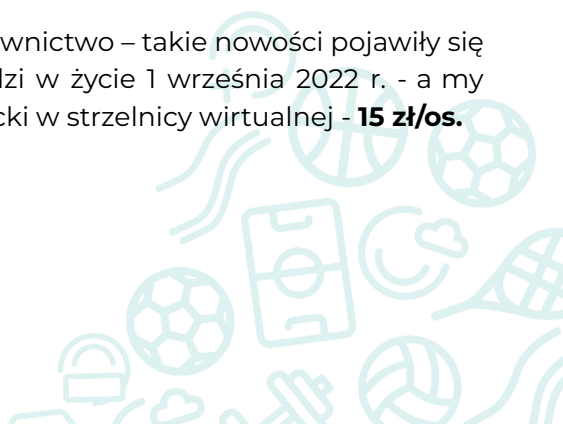 wnictwo – takie nowości pojawiły się
dzi w życie 1 września 2022 r. - a my
cki w strzelnicy wirtualnej - 15 zł/os.